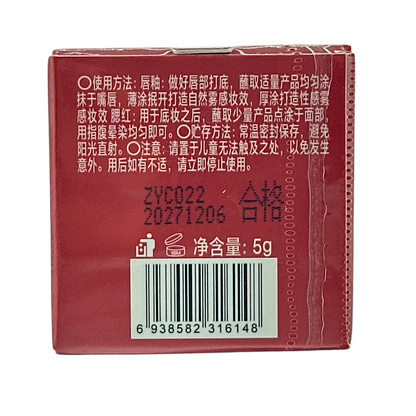 ○使用方法: 唇釉: 做好唇部打底, 蘸取适量产品均匀涂
抹于嘴唇, 薄涂抿开打造自然雾感妆效, 厚涂打造性感雾
感妆效 腮红: 用于底妆之后, 蘸取少量产品点涂于面部,
用指腹晕染均匀即可。○贮存方法: 常温密封保存, 避免
阳光直射。○注意: 请置于儿童无法触及之处, 以免发生
意外。用后如有不适, 请立即停止使用。
ZYC022
20271206 合格
净含量: 5g
6 938582 316148